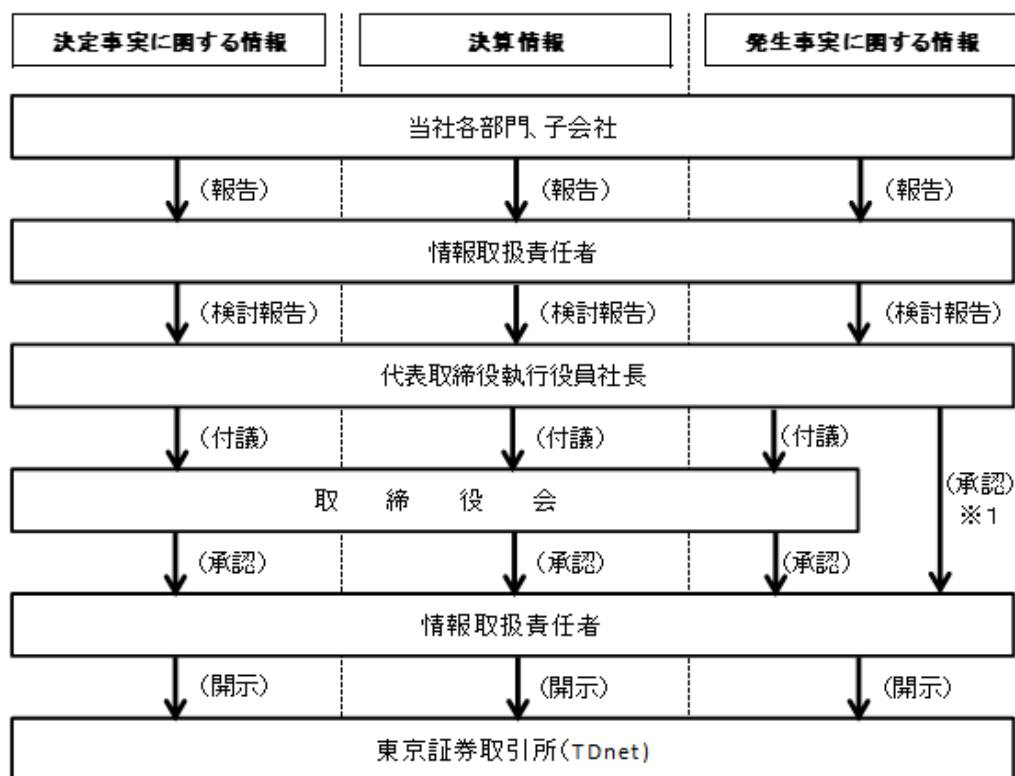 決定事実に関する情報
決算情報
発生事実に関する情報
当社各部門、子会社
(報告)
(報告)
(報告)
情報取扱責任者
(検討報告)
(検討報告)
(検討報告)
代表取締役執行役員社長
(付議)
(付議)
(付議)
取締役会
(承認)
※1
(承認)
(承認)
(承認)
情報取扱責任者
(開示)
(開示)
(開示)
東京証券取引所(TDnet)